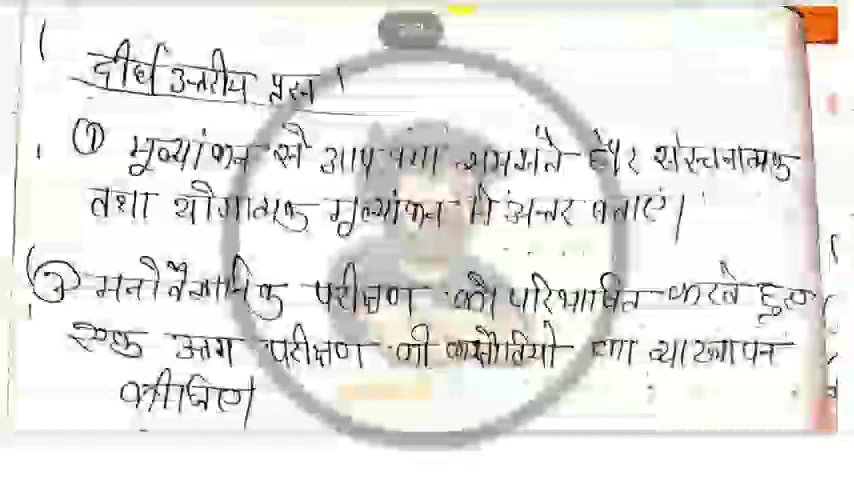 दीर्घ उत्तरीय प्रश्न
① मूल्यांकन से आप क्या समझते है? संरचनात्मक
तथा योगात्मक मूल्यांकन में अन्तर बताएं।
② मनोवैज्ञानिक परीक्षण को परिभाषित करते हुए
एक परीक्षण की कसौटियों का
कीजिए